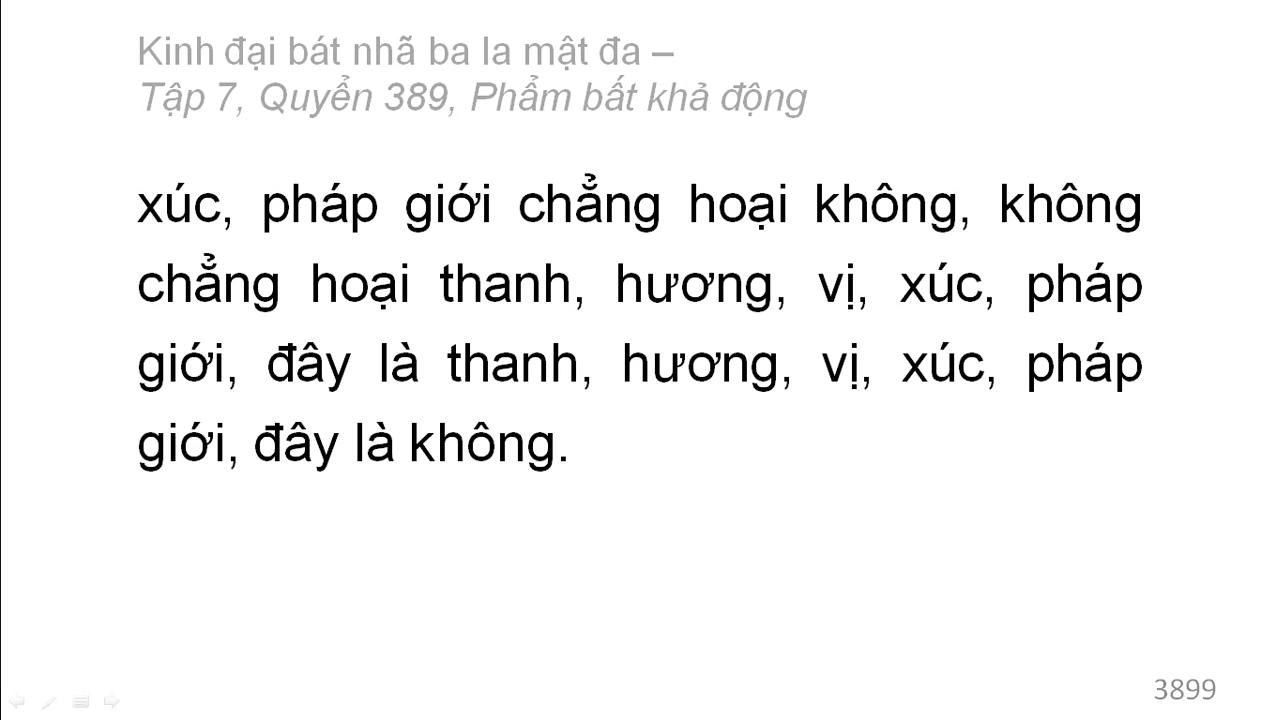 Kinh đại bát nhã ba la mật đa –
Tập 7, Quyển 389, Phẩm bất khả động
xúc, pháp giới chẳng hoại không, không
chẳng hoại thanh, hương, vị, xúc, pháp
giới, đây là thanh, hương, vị, xúc, pháp
giới, đây là không.
3899